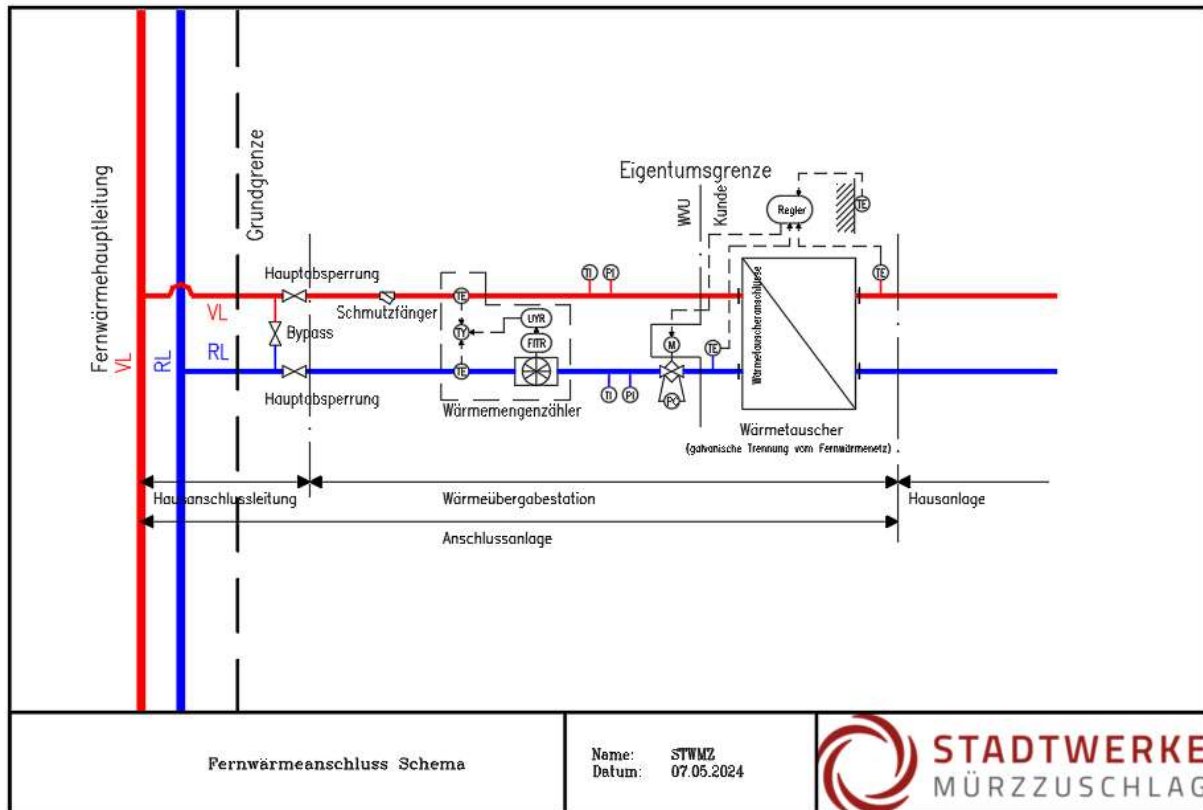 Fernwärmehauptleitung
VL
RL
Grundgrenze
Hauptabsperrung
VL
Bypass
RL
Hauptabsperrung
Schmutzfänger
TE
UYR
TY
FITR
TE
Wärmemengenzähler
TI
PI
TI
PI
Eigentumsgrenze
WVU
Kunde
Regler
TE
M
TE
TE
Wärmetauscheranschlüsse
Wärmetauscher
(galvanische Trennung vom Fernwärmenetz)
Hausanschlussleitung
Wärmeübergabestation
Hausanlage
Anschlussanlage
Fernwärmeanschluss Schema
Name: STWMZ
Datum: 07.05.2024
STADTWERKE
MÜRZZUSCHLAG